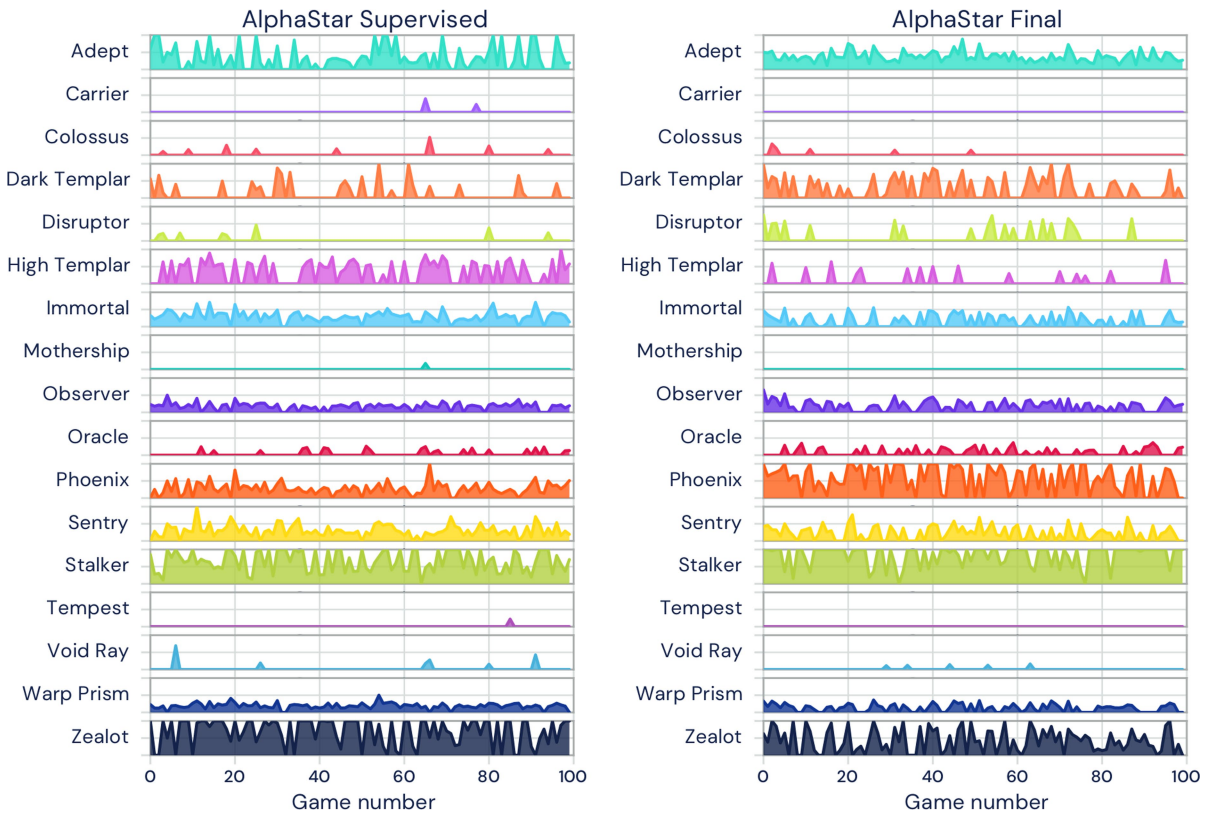 AlphaStar Supervised
Adept
Carrier
Colossus
Dark Templar
Disruptor
High Templar
Immortal
Mothership
Observer
Oracle
Phoenix
Sentry
Stalker
Tempest
Void Ray
Warp Prism
Zealot
0 20 40 60 80 100
Game number
AlphaStar Final
Adept
Carrier
Colossus
Dark Templar
Disruptor
High Templar
Immortal
Mothership
Observer
Oracle
Phoenix
Sentry
Stalker
Tempest
Void Ray
Warp Prism
Zealot
0 20 40 60 80 100
Game number